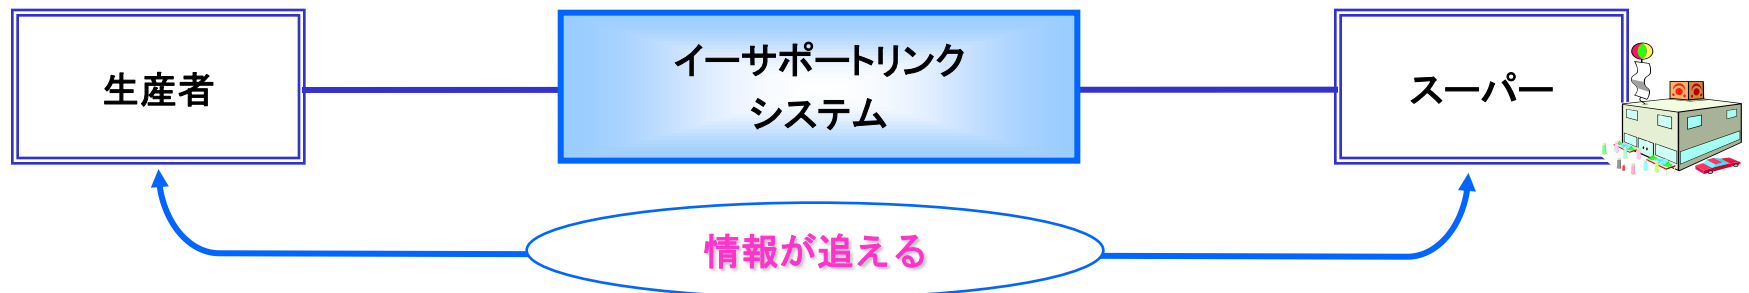 生産者
イーサポートリンク
システム
スーパー
情報が追える